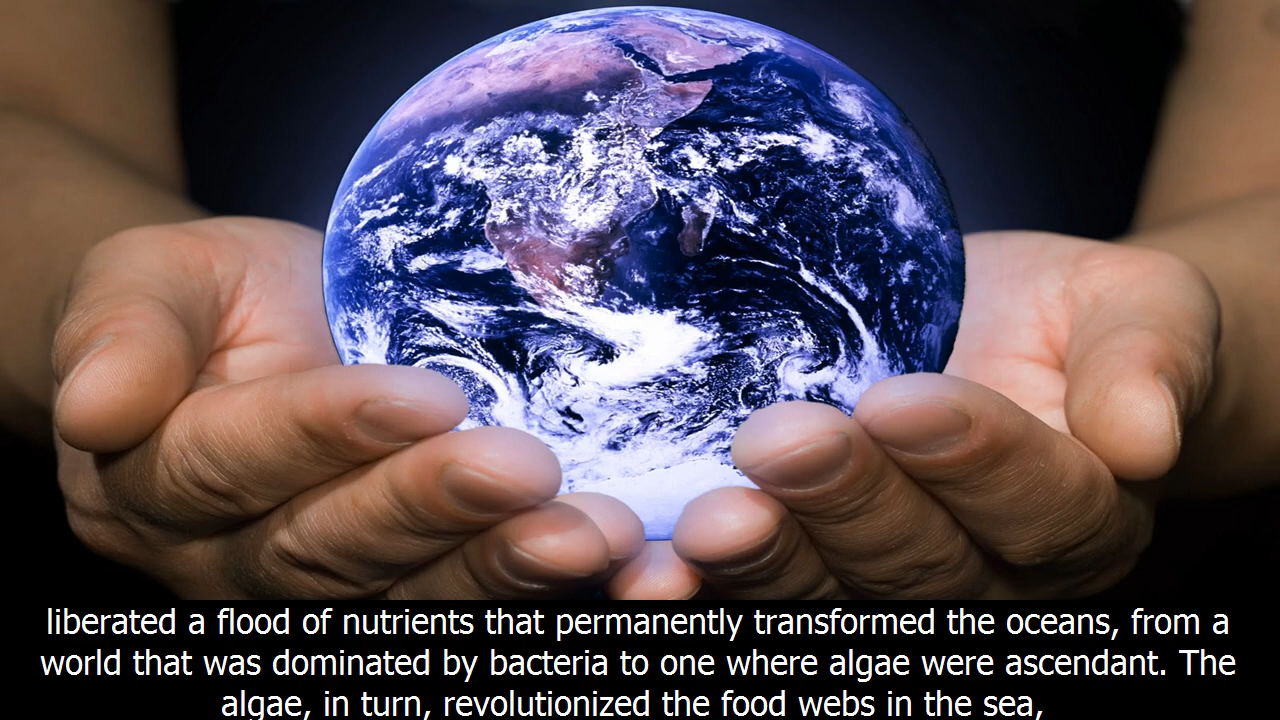 liberated a flood of nutrients that permanently transformed the oceans, from a
world that was dominated by bacteria to one where algae were ascendant. The
algae, in turn, revolutionized the food webs in the sea,